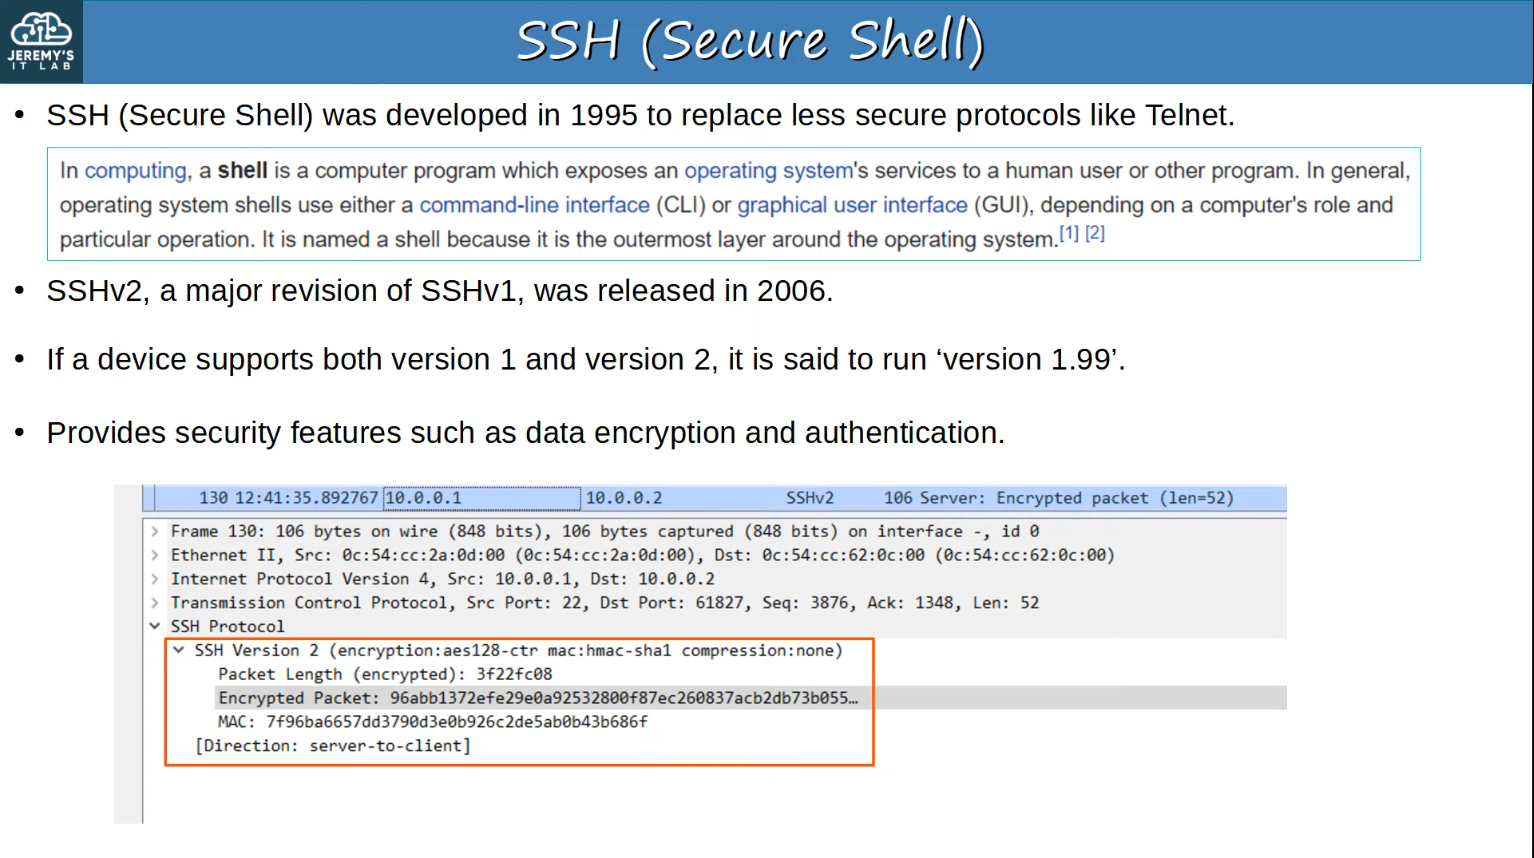 JEREMY'S
IT LAB
SSH (Secure Shell)
• SSH (Secure Shell) was developed in 1995 to replace less secure protocols like Telnet.
In computing, a shell is a computer program which exposes an operating system's services to a human user or other program. In general,
operating system shells use either a command-line interface (CLI) or graphical user interface (GUI), depending on a computer's role and
particular operation. It is named a shell because it is the outermost layer around the operating system.[1] [2]
• SSHv2, a major revision of SSHv1, was released in 2006.
• If a device supports both version 1 and version 2, it is said to run ‘version 1.99’.
• Provides security features such as data encryption and authentication.
130 12:41:35.892767 10.0.0.1 10.0.0.2 SSHv2 106 Server: Encrypted packet (len=52)
Frame 130: 106 bytes on wire (848 bits), 106 bytes captured (848 bits) on interface -, id 0
Ethernet II, Src: 0c:54:cc:2a:0d:00 (0c:54:cc:2a:0d:00), Dst: 0c:54:cc:62:0c:00 (0c:54:cc:62:0c:00)
Internet Protocol Version 4, Src: 10.0.0.1, Dst: 10.0.0.2
Transmission Control Protocol, Src Port: 22, Dst Port: 61827, Seq: 3876, Ack: 1348, Len: 52
SSH Protocol
SSH Version 2 (encryption:aes128-ctr mac:hmac-sha1 compression:none)
Packet Length (encrypted): 3f22fc08
Encrypted Packet: 96abb1372efe29e0a92532800f87ec260837acb2db73b055…
MAC: 7f96ba6657dd3790d3e0b926c2de5ab0b43b686f
[Direction: server-to-client]